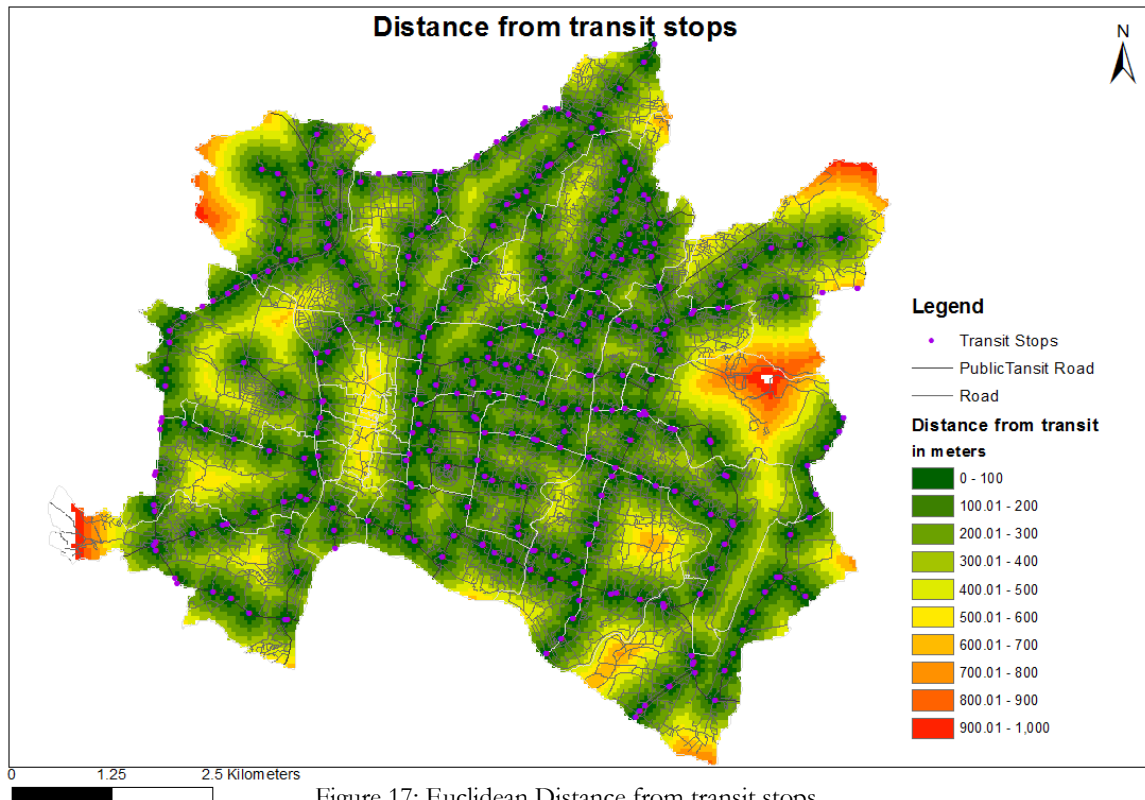 Distance from transit stops
N
Legend
Transit Stops
PublicTansit Road
Road
Distance from transit
in meters
0 - 100
100.01 - 200
200.01 - 300
300.01 - 400
400.01 - 500
500.01 - 600
600.01 - 700
700.01 - 800
800.01 - 900
900.01 - 1,000
0 1.25 2.5 Kilometers
Figure 17: Euclidean Distance from transit stops